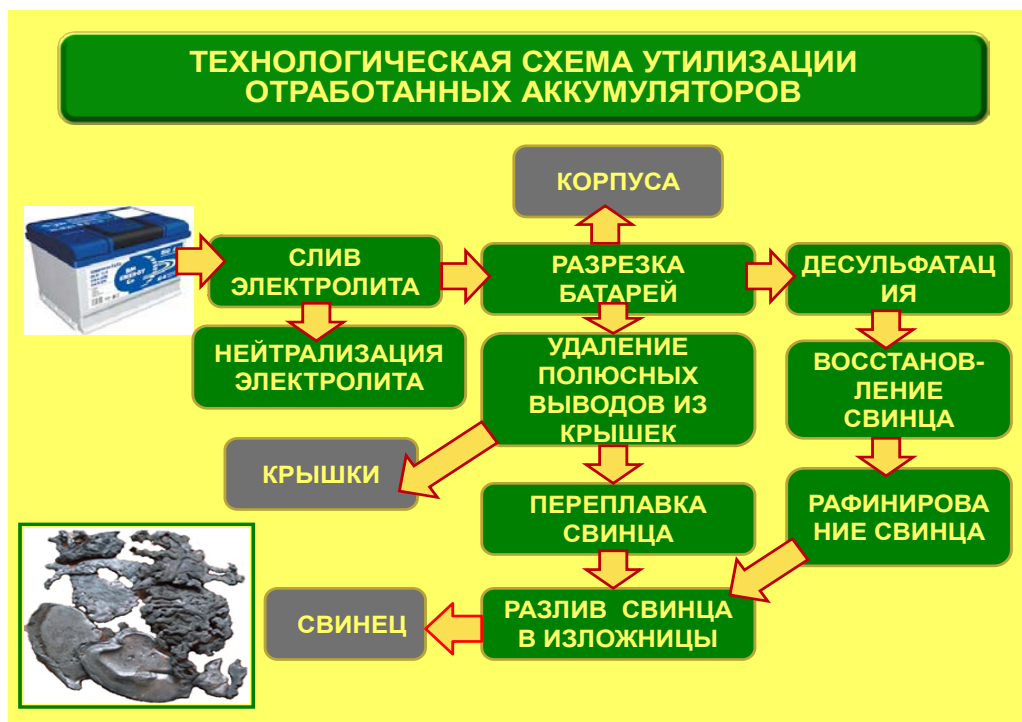 ТЕХНОЛОГИЧЕСКАЯ СХЕМА УТИЛИЗАЦИИ
ОТРАБОТАННЫХ АККУМУЛЯТОРОВ
КОРПУСА
СЛИВ
ЭЛЕКТРОЛИТА
РАЗРЕЗКА
БАТАРЕЙ
ДЕСУЛЬФАТАЦ
ИЯ
НЕЙТРАЛИЗАЦИЯ
ЭЛЕКТРОЛИТА
УДАЛЕНИЕ
ПОЛЮСНЫХ
ВЫВОДОВ ИЗ
КРЫШЕК
ВОССТАНОВ-
ЛЕНИЕ
СВИНЦА
КРЫШКИ
ПЕРЕПЛАВКА
СВИНЦА
РАФИНИРОВА
НИЕ СВИНЦА
СВИНЕЦ
РАЗЛИВ СВИНЦА
В ИЗЛОЖНИЦЫ